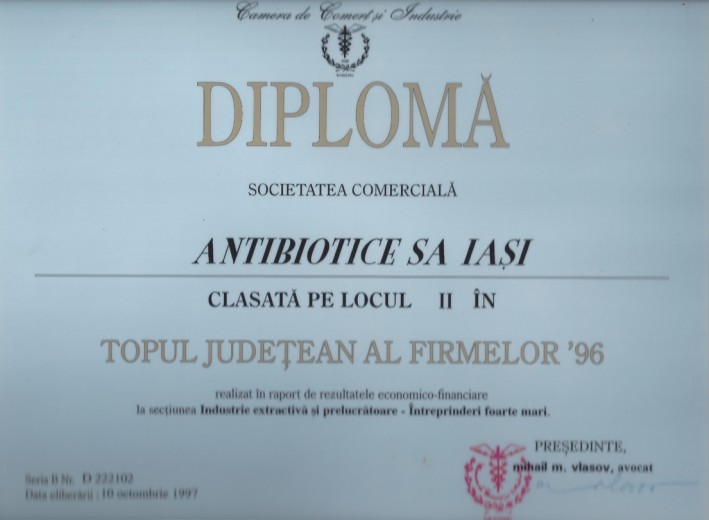 Camera de Comerț și Industrie
ROMÂNIA
DIPLOMĂ
SOCIETATEA COMERCIALĂ
ANTIBIOTICE SA IAȘI
CLASATĂ PE LOCUL II ÎN
TOPUL JUDEȚEAN AL FIRMELOR '96
realizat în raport de rezultatele economico-financiare
la secțiunea Industrie extractivă și prelucrătoare - Întreprinderi foarte mari.
PREȘEDINTE,
mihail m. vlasov, avocat
Seria B Nr. D 222102
Data eliberării : 10 octombrie 1997